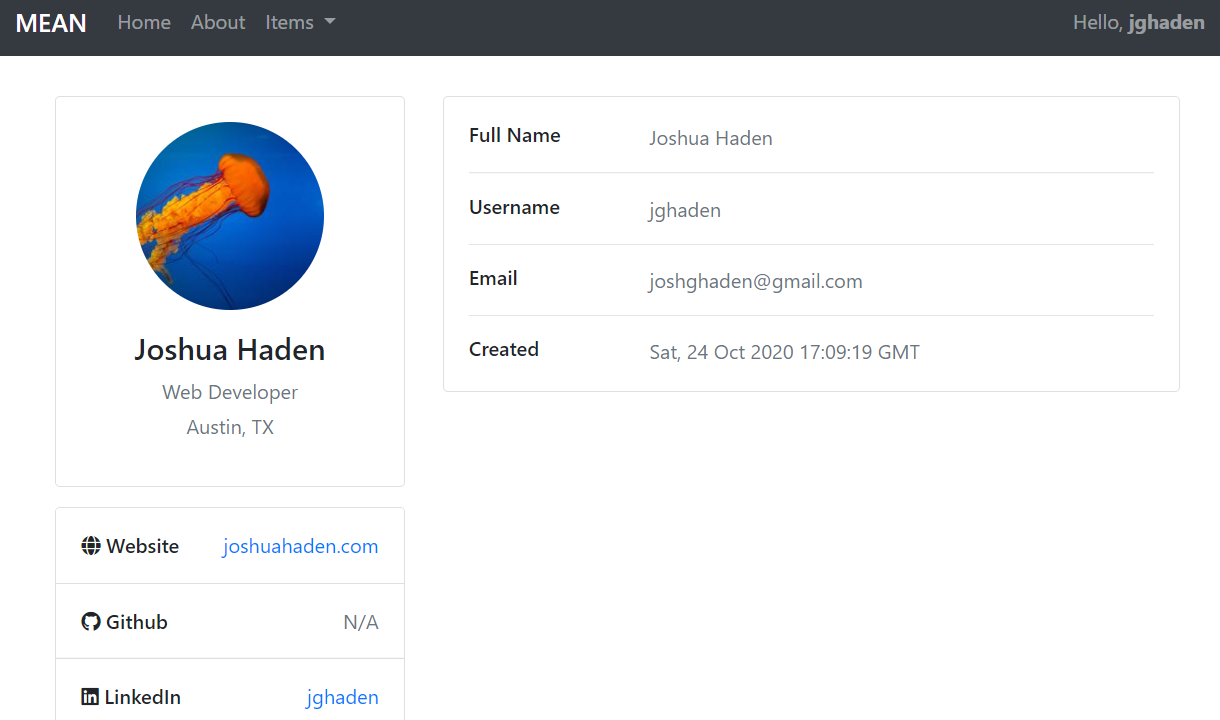 MEAN Home About Items Hello, jghaden
Joshua Haden
Web Developer
Austin, TX
Website joshuahaden.com
Github N/A
LinkedIn jghaden
Full Name Joshua Haden
Username jghaden
Email joshghaden@gmail.com
Created Sat, 24 Oct 2020 17:09:19 GMT